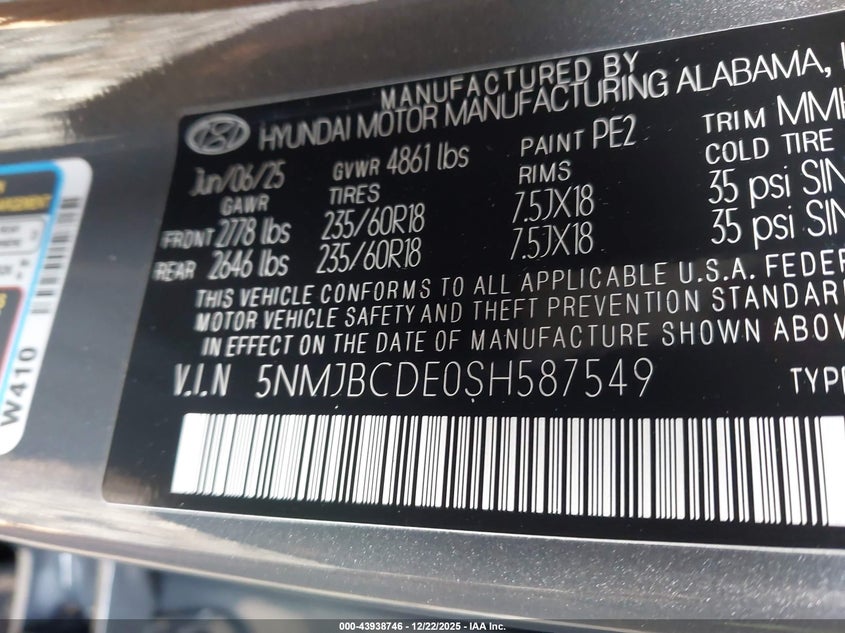 MANUFACTURED BY
HYUNDAI MOTOR MANUFACTURING ALABAMA,
Jun/06/25 GVWR 4861 lbs PAINT PE2 TRIM
GAWR TIRES RIMS COLD TIRE
FRONT 2778 lbs 235/60R18 7.5JX18 35 psi
REAR 2646 lbs 235/60R18 7.5JX18 35 psi
THIS VEHICLE CONFORMS TO ALL APPLICABLE U.S.A. FEDER
MOTOR VEHICLE SAFETY AND THEFT PREVENTION STANDAR
IN EFFECT ON THE DATE OF MANUFACTURE SHOWN ABOV
V.I.N 5NMJBCDE0SH587549 TYPE
W410
000-43938746 - 12/22/2025 - IAA Inc.